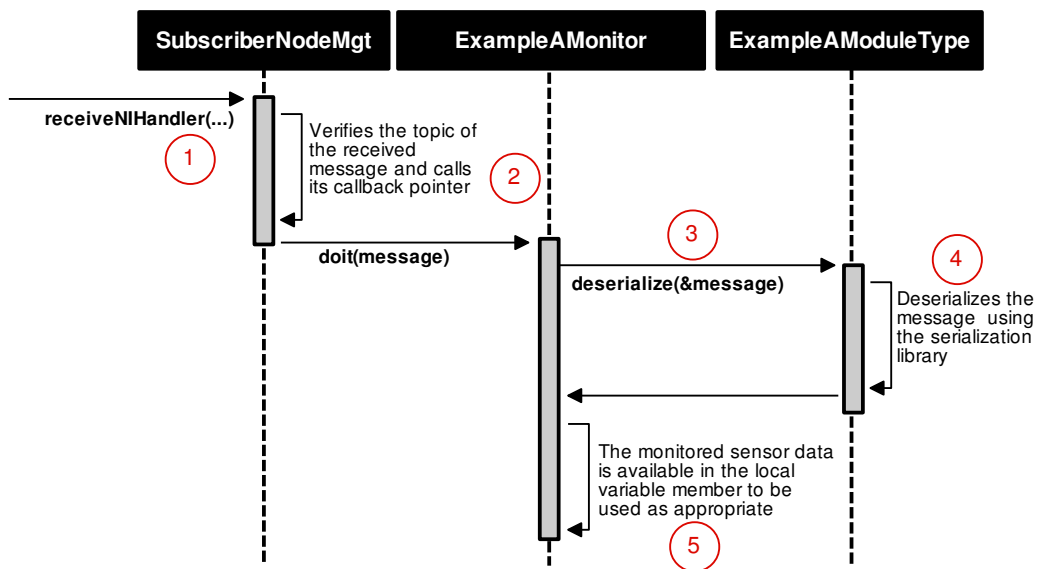 SubscriberNodeMgt
ExampleAMonitor
ExampleAModuleType
receiveNIHandler(...)
1
Verifies the topic of
the received
message and calls
its callback pointer
2
doit(message)
3
deserialize(&message)
4
Deserializes the
message using
the serialization
library
The monitored sensor data
is available in the local
variable member to be
used as appropriate
5